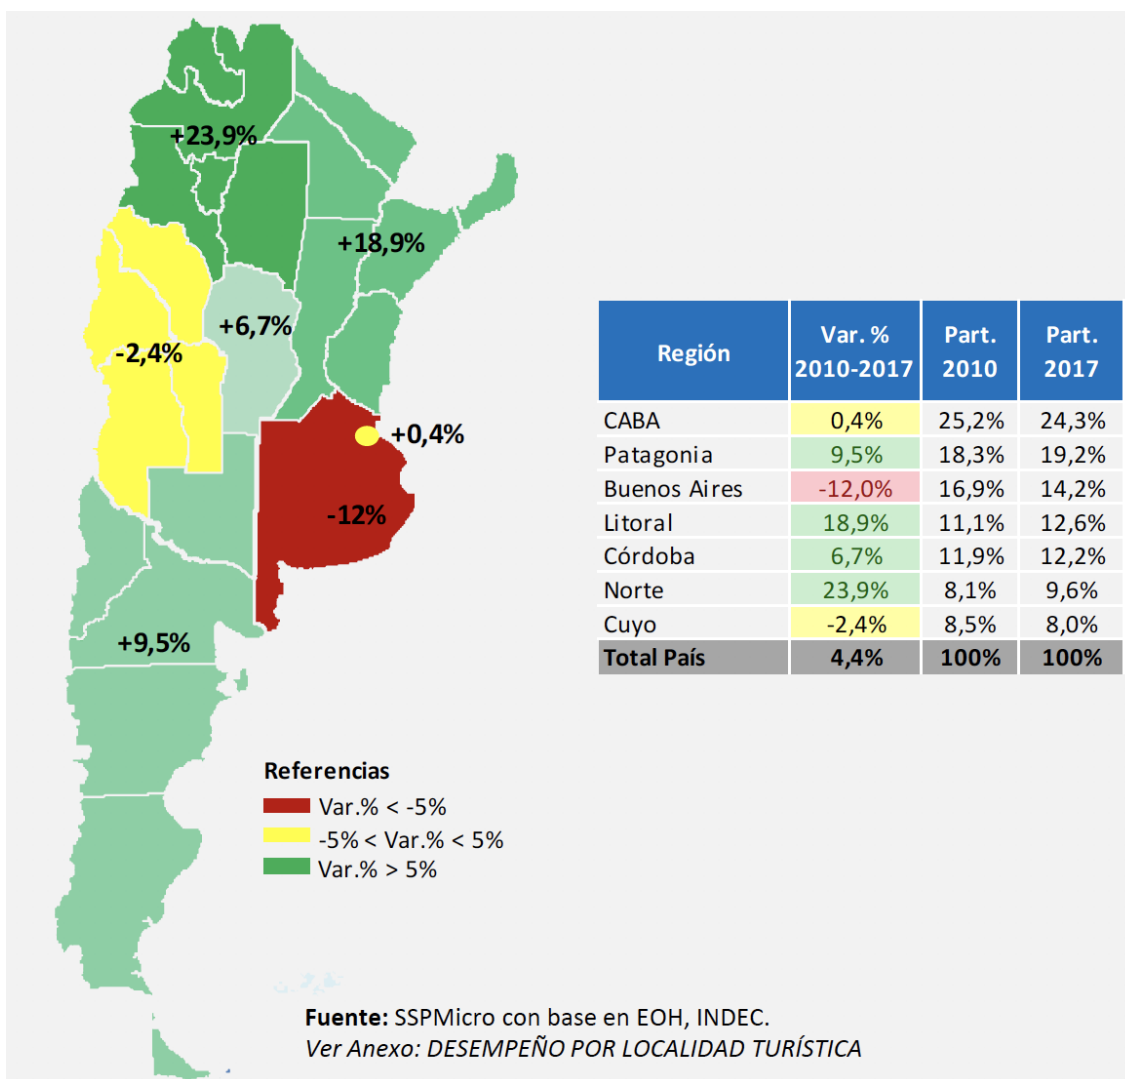 +23,9%
+18,9%
+6,7%
-2,4%
+0,4%
-12%
+9,5%
Región Var. % 2010-2017 Part. 2010 Part. 2017
CABA 0,4% 25,2% 24,3%
Patagonia 9,5% 18,3% 19,2%
Buenos Aires -12,0% 16,9% 14,2%
Litoral 18,9% 11,1% 12,6%
Córdoba 6,7% 11,9% 12,2%
Norte 23,9% 8,1% 9,6%
Cuyo -2,4% 8,5% 8,0%
Total País 4,4% 100% 100%
Referencias
Var.% < -5%
-5% < Var.% < 5%
Var.% > 5%
Fuente: SSPMicro con base en EOH, INDEC.
Ver Anexo: DESEMPEÑO POR LOCALIDAD TURÍSTICA